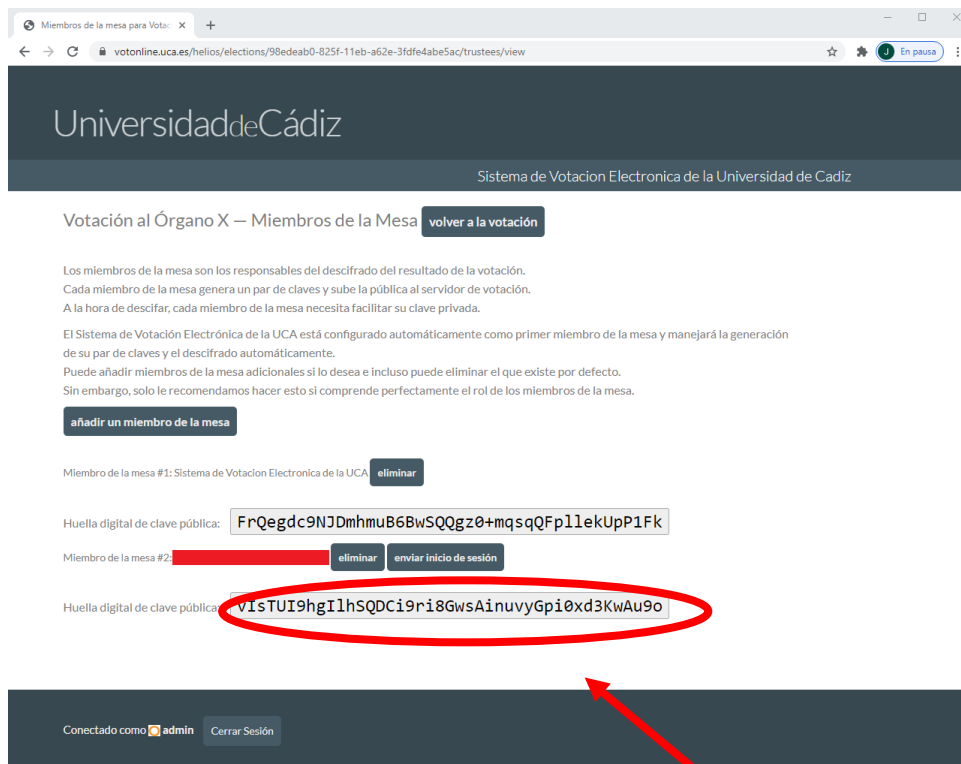 Miembros de la mesa para Votac
En pausa
votonline.uca.es/helios/elections/98edeab0-825f-11eb-a62e-3fdfe4abe5ac/trustees/view
UniversidaddeCádiz
Sistema de Votacion Electronica de la Universidad de Cadiz
Votación al Órgano X — Miembros de la Mesa volver a la votación
Los miembros de la mesa son los responsables del descifrado del resultado de la votación.
Cada miembro de la mesa genera un par de claves y sube la pública al servidor de votación.
A la hora de descifar, cada miembro de la mesa necesita facilitar su clave privada.
El Sistema de Votación Electrónica de la UCA está configurado automáticamente como primer miembro de la mesa y manejará la generación
de su par de claves y el descifrado automáticamente.
Puede añadir miembros de la mesa adicionales si lo desea e incluso puede eliminar el que existe por defecto.
Sin embargo, solo le recomendamos hacer esto si comprende perfectamente el rol de los miembros de la mesa.
añadir un miembro de la mesa
Miembro de la mesa #1: Sistema de Votacion Electronica de la UCA eliminar
Huella digital de clave pública: FrQegdc9NJDmhmuB6BwSQQgz0+mqsqQFpllekUpP1Fk
Miembro de la mesa #2: eliminar enviar inicio de sesión
Huella digital de clave pública: vIsTUI9hgIlhSQDCi9ri8GwsAinuvyGpi0xd3KwAu9o
Conectado como admin Cerrar Sesión